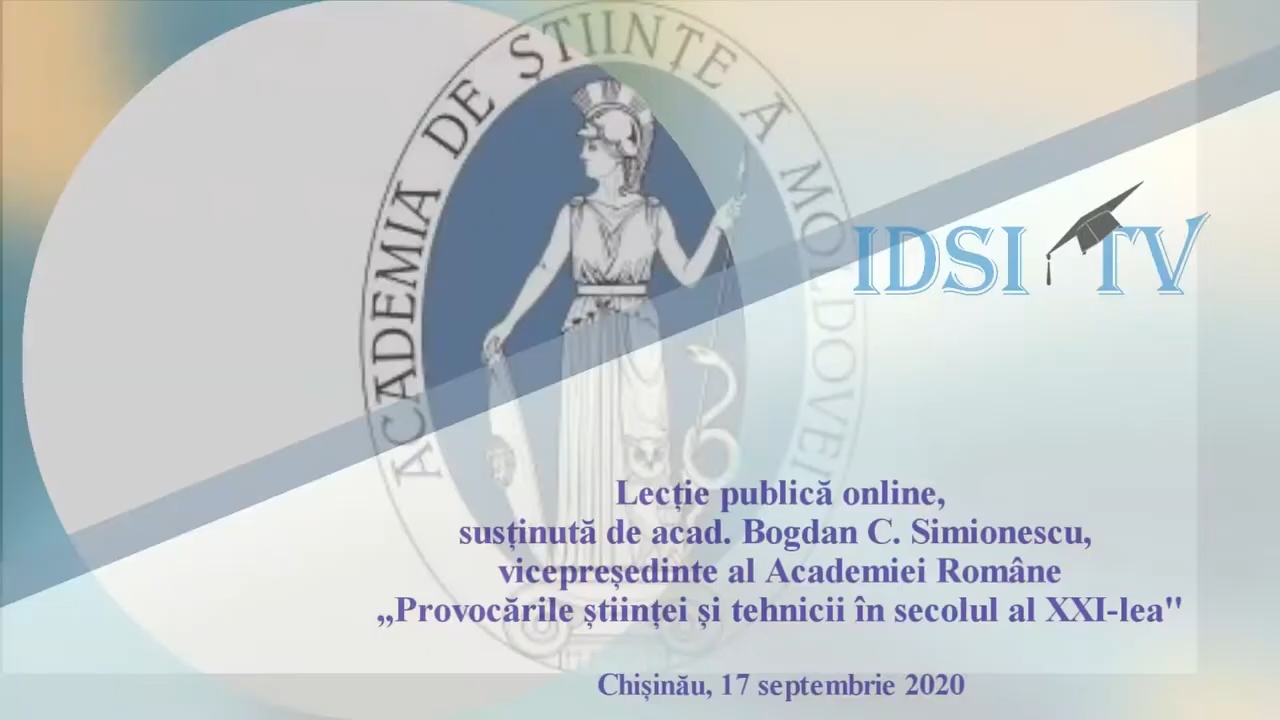 ACADEMIA DE ȘTIINȚE A MOLDOVEI
IDSI TV
Lecție publică online,
susținută de acad. Bogdan C. Simionescu,
vicepreședinte al Academiei Române
„Provocările științei și tehnicii în secolul al XXI-lea"
Chișinău, 17 septembrie 2020